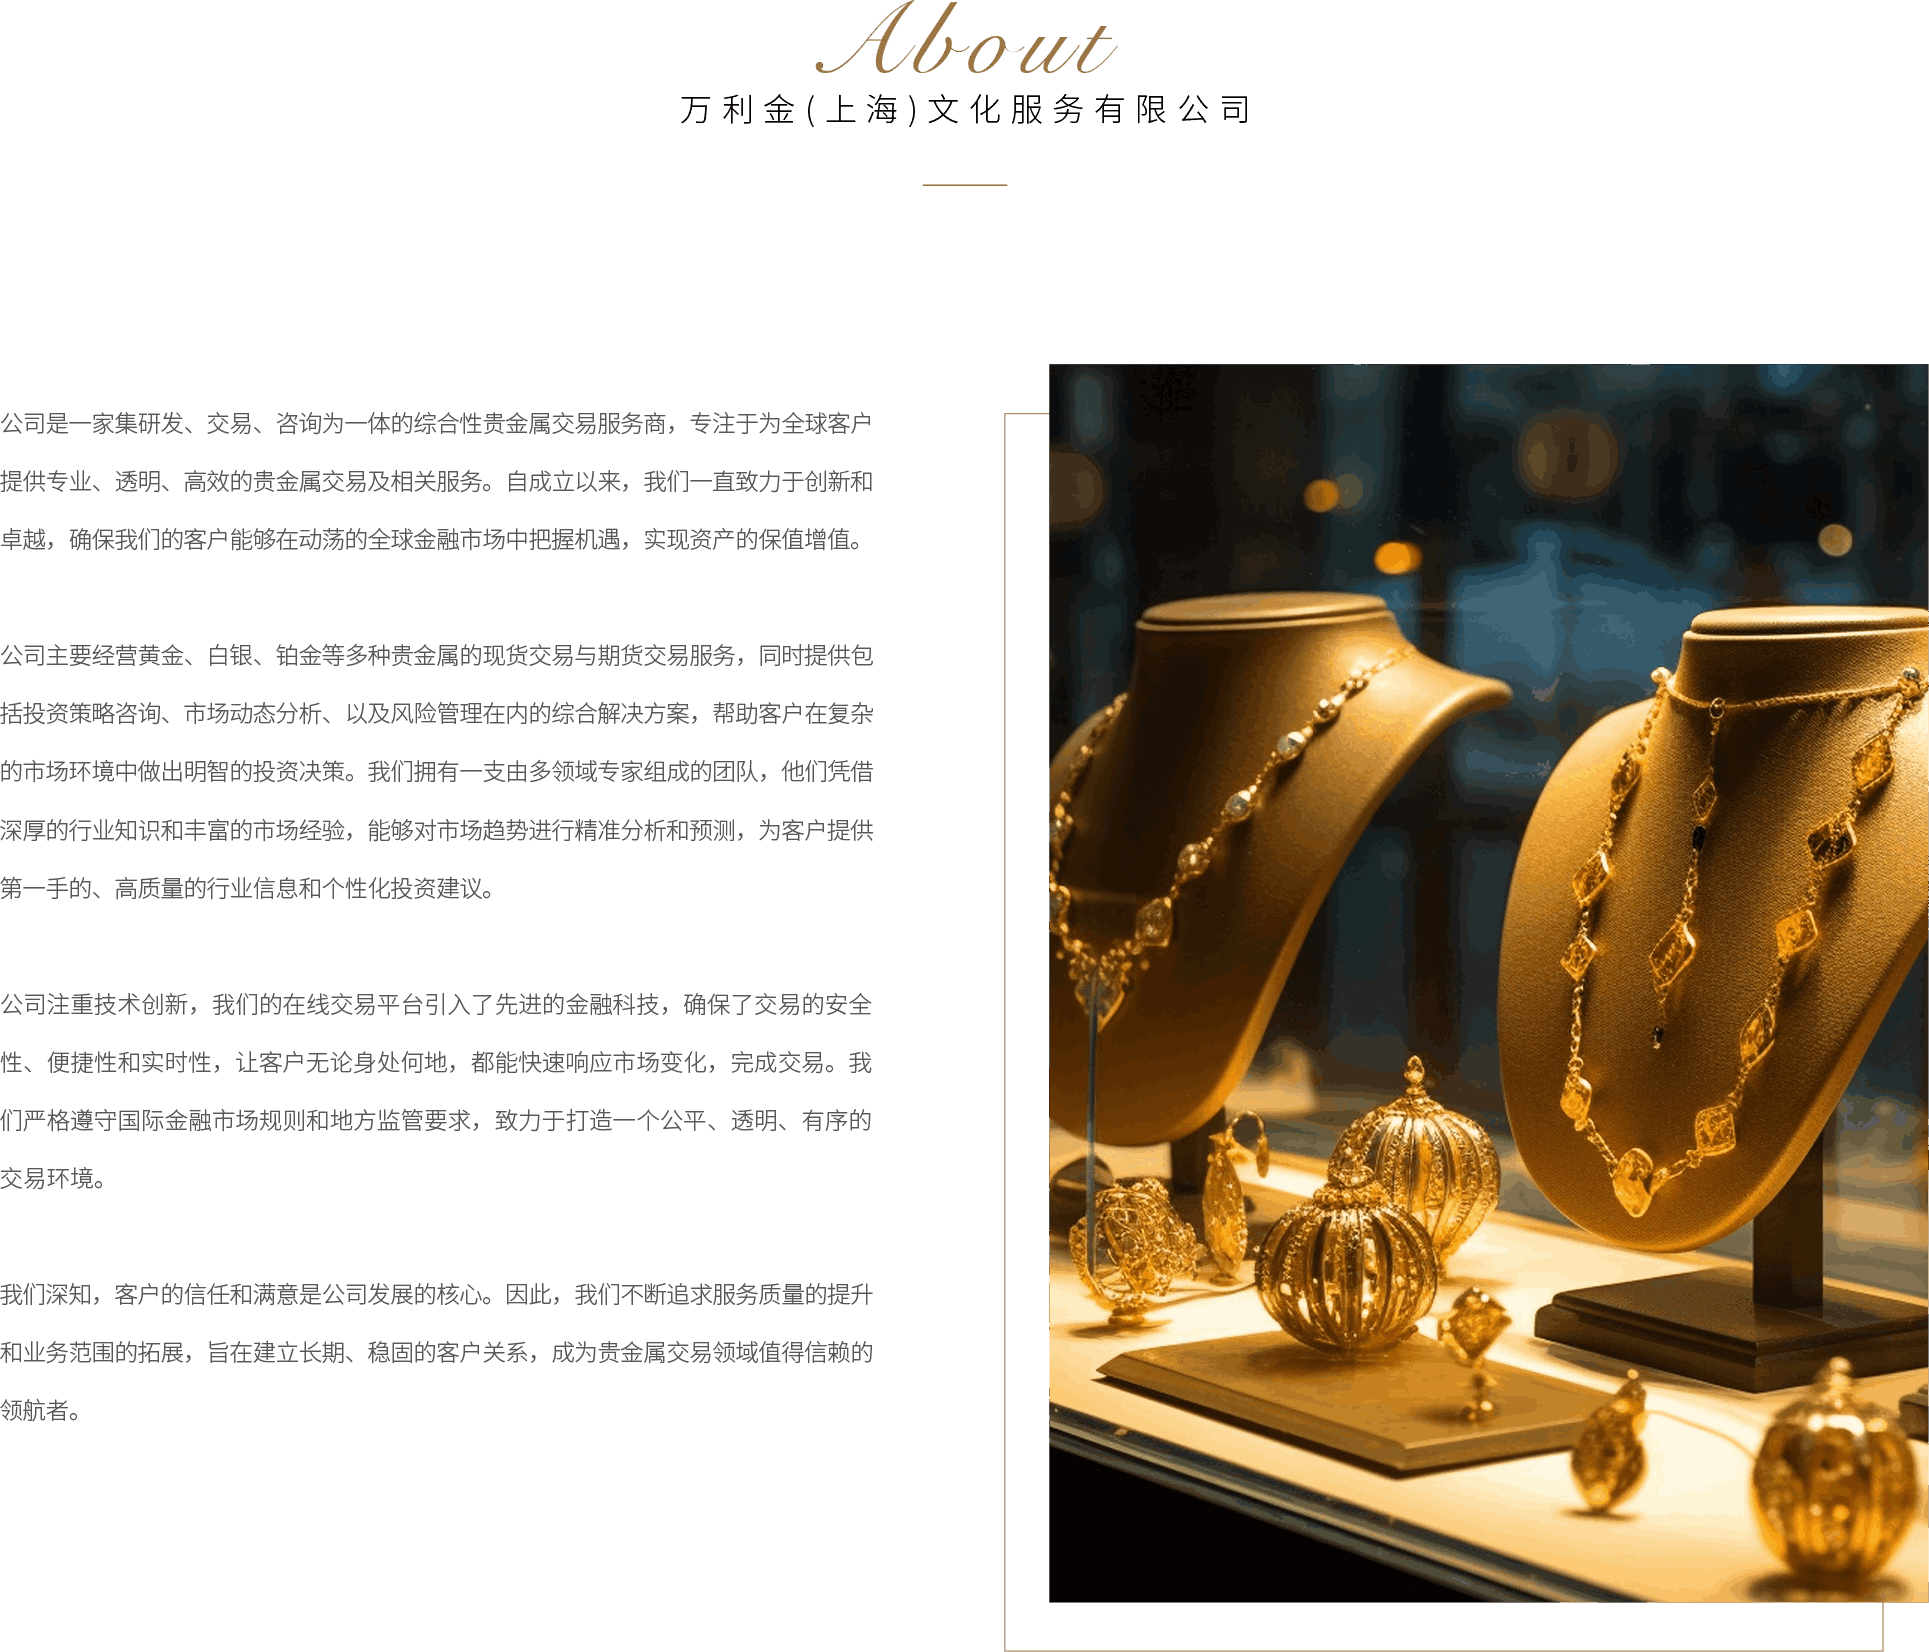 About
万利金(上海)文化服务有限公司
公司是一家集研发、交易、咨询为一体的综合性贵金属交易服务商，专注于为全球客户
提供专业、透明、高效的贵金属交易及相关服务。自成立以来，我们一直致力于创新和
卓越，确保我们的客户能够在动荡的全球金融市场中把握机遇，实现资产的保值增值。
公司主要经营黄金、白银、铂金等多种贵金属的现货交易与期货交易服务，同时提供包
括投资策略咨询、市场动态分析、以及风险管理在内的综合解决方案，帮助客户在复杂
的市场环境中做出明智的投资决策。我们拥有一支由多领域专家组成的团队，他们凭借
深厚的行业知识和丰富的市场经验，能够对市场趋势进行精准分析和预测，为客户提供
第一手的、高质量的行业信息和个性化投资建议。
公司注重技术创新，我们的在线交易平台引入了先进的金融科技，确保了交易的安全
性、便捷性和实时性，让客户无论身处何地，都能快速响应市场变化，完成交易。我
们严格遵守国际金融市场规则和地方监管要求，致力于打造一个公平、透明、有序的
交易环境。
我们深知，客户的信任和满意是公司发展的核心。因此，我们不断追求服务质量的提升
和业务范围的拓展，旨在建立长期、稳固的客户关系，成为贵金属交易领域值得信赖的
领航者。